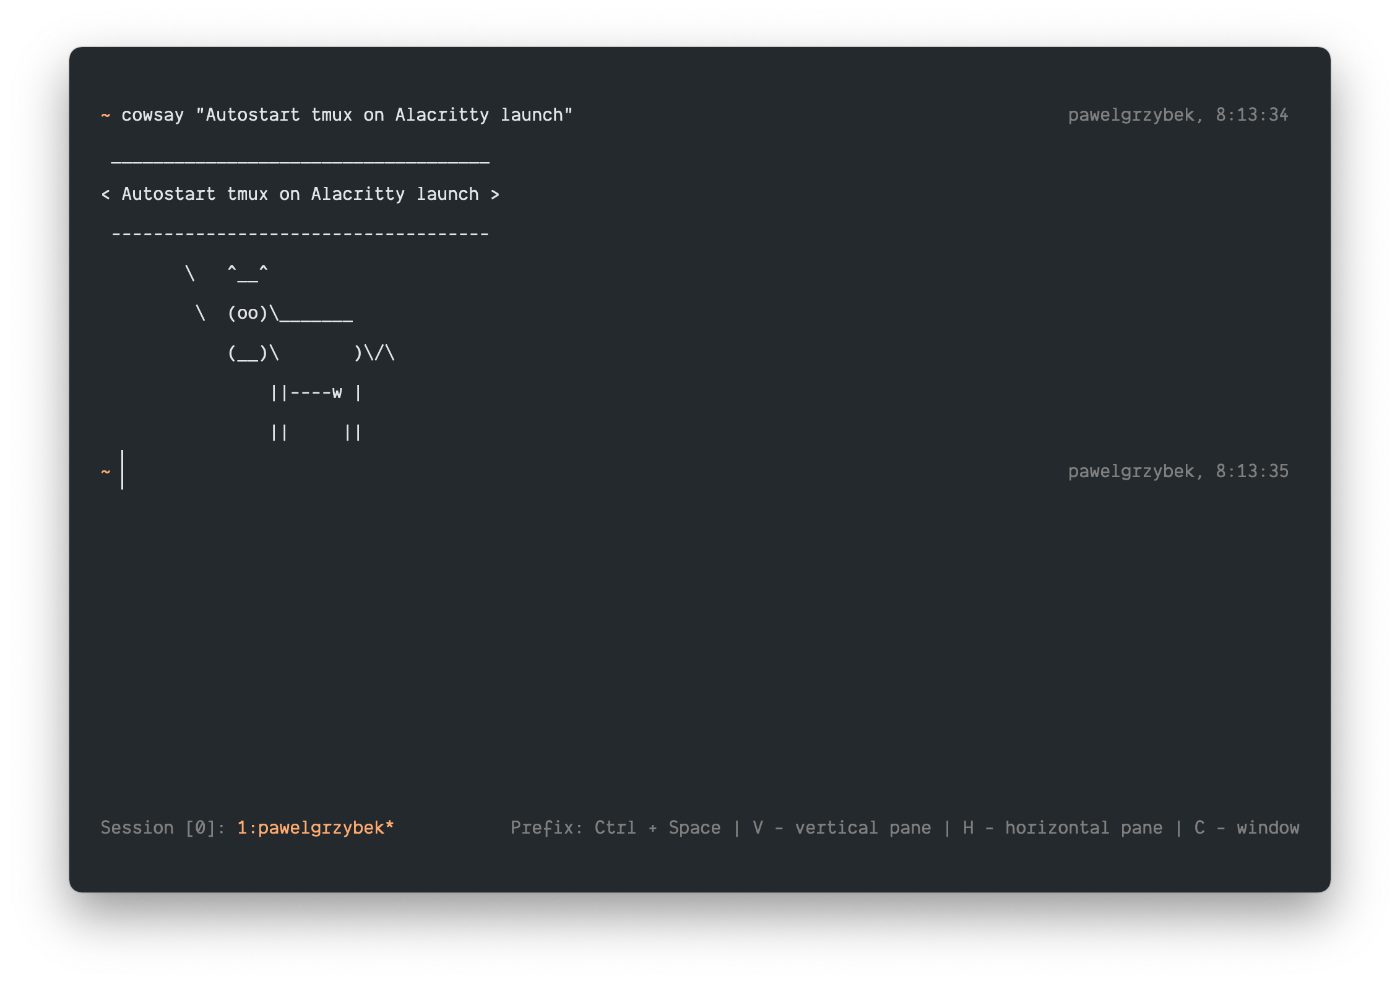 ~ cowsay "Autostart tmux on Alacritty launch" pawelgrzybek, 8:13:34
 ____________________________________
< Autostart tmux on Alacritty launch >
 ------------------------------------
        \   ^__^
         \  (oo)\_______
            (__)\       )\/\
                ||----w |
                ||     ||
~ pawelgrzybek, 8:13:35
Session [0]: 1:pawelgrzybek* Prefix: Ctrl + Space | V - vertical pane | H - horizontal pane | C - window